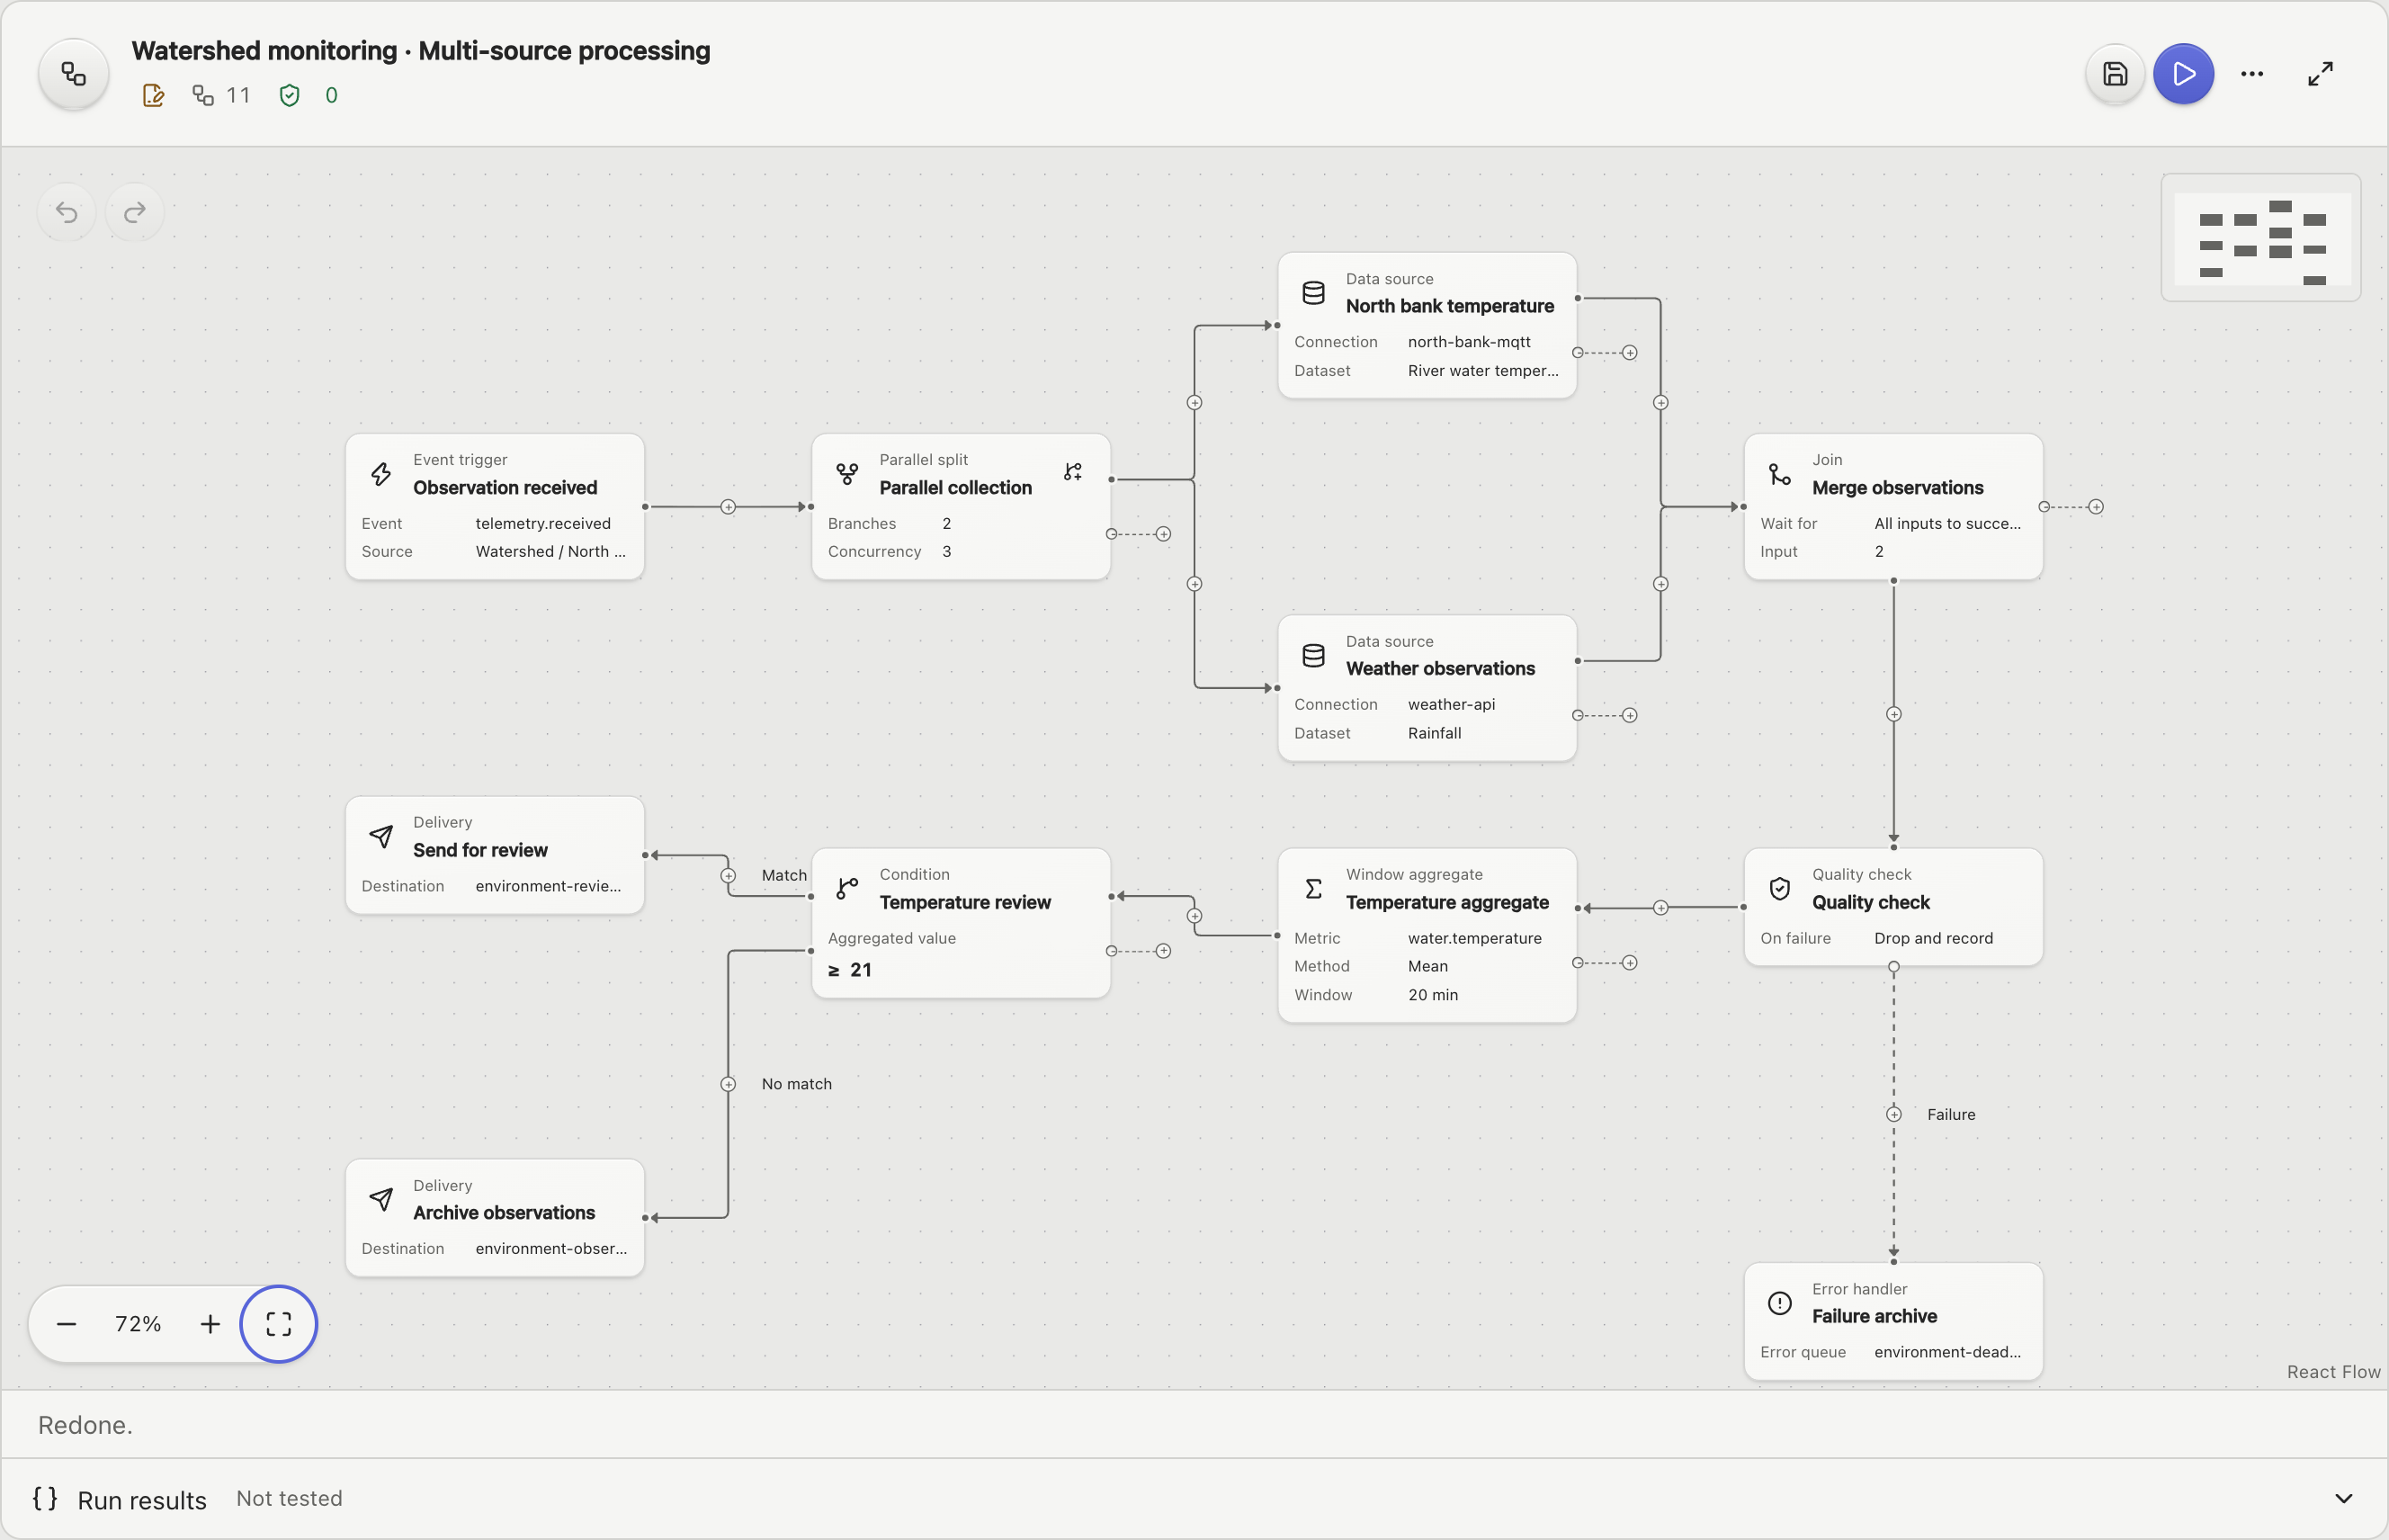 Watershed monitoring · Multi-source processing
11
0
Data source
North bank temperature
Connection north-bank-mqtt
Dataset River water temper...
Event trigger
Observation received
Event telemetry.received
Source Watershed / North ...
Parallel split
Parallel collection
Branches 2
Concurrency 3
Join
Merge observations
Wait for All inputs to succe...
Input 2
Data source
Weather observations
Connection weather-api
Dataset Rainfall
Delivery
Send for review
Destination environment-revie...
Match
Condition
Temperature review
Aggregated value
≥ 21
Window aggregate
Temperature aggregate
Metric water.temperature
Method Mean
Window 20 min
Quality check
Quality check
On failure Drop and record
No match
Failure
Delivery
Archive observations
Destination environment-obser...
Error handler
Failure archive
Error queue environment-dead...
72%
React Flow
Redone.
{} Run results Not tested